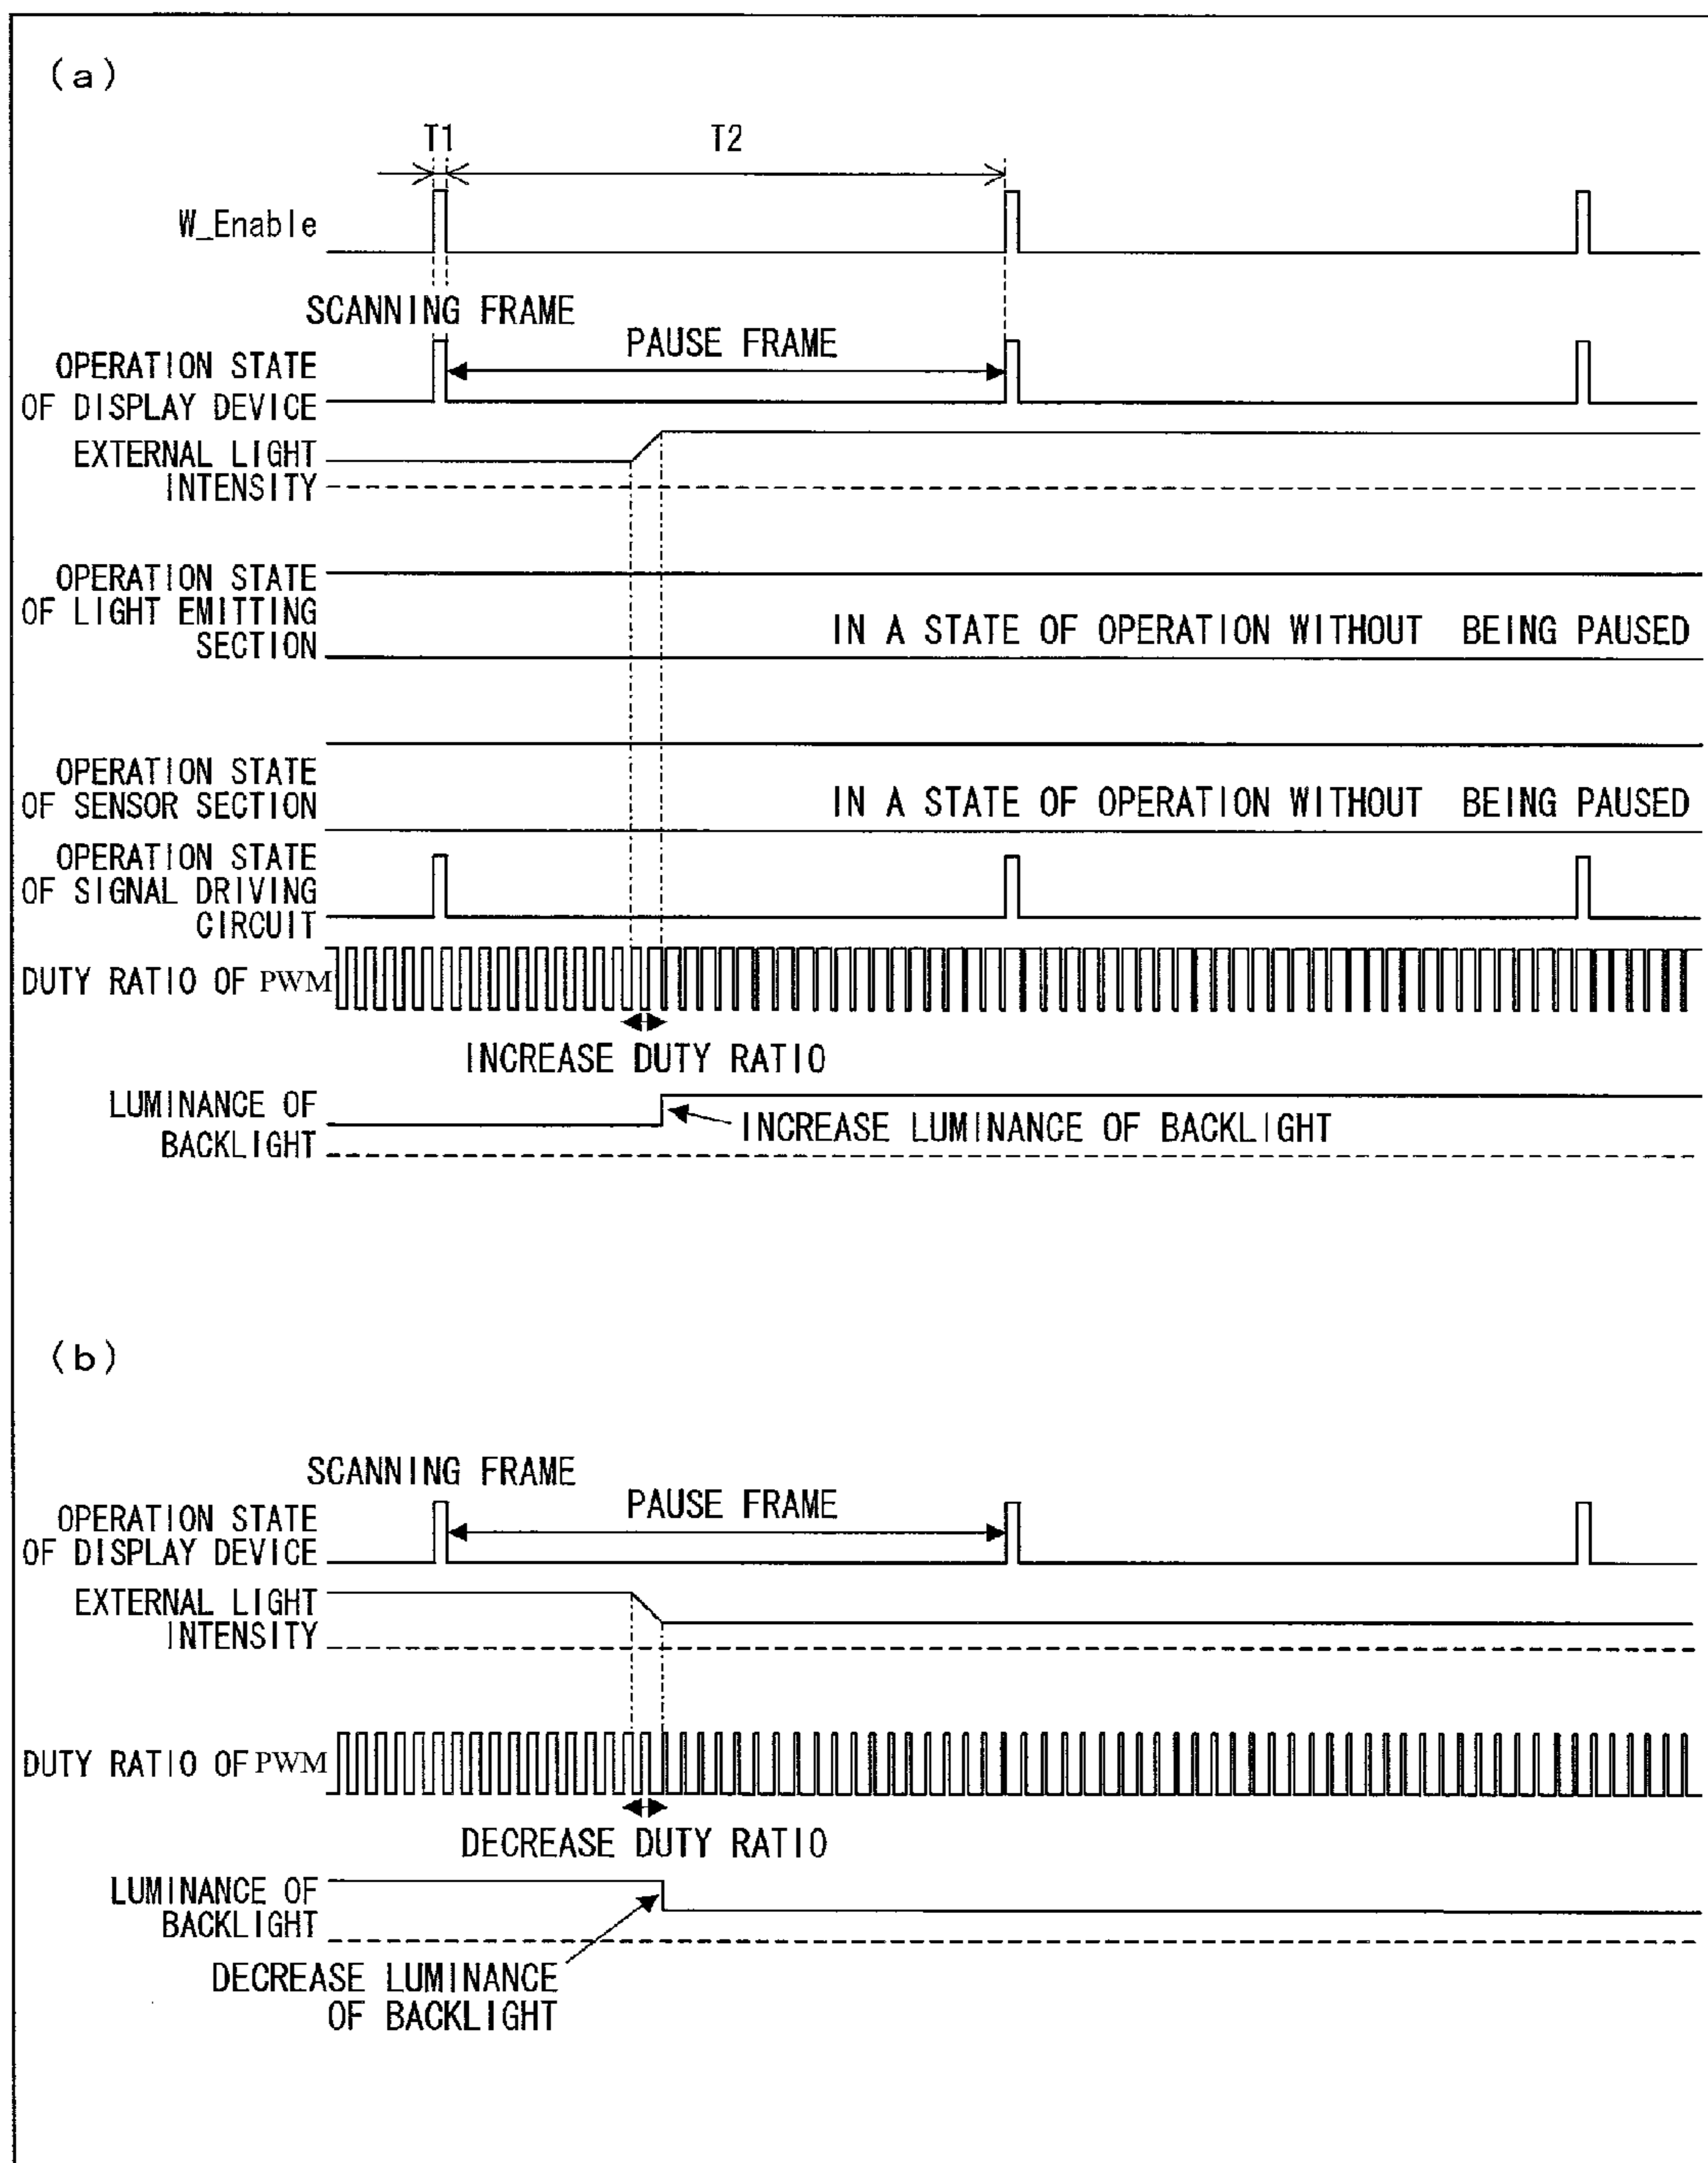 (a)
T1 T2
W_Enable
SCANNING FRAME
PAUSE FRAME
OPERATION STATE
OF DISPLAY DEVICE
EXTERNAL LIGHT
INTENSITY
OPERATION STATE
OF LIGHT EMITTING
SECTION
IN A STATE OF OPERATION WITHOUT BEING PAUSED
OPERATION STATE
OF SENSOR SECTION
IN A STATE OF OPERATION WITHOUT BEING PAUSED
OPERATION STATE
OF SIGNAL DRIVING
CIRCUIT
DUTY RATIO OF PWM
INCREASE DUTY RATIO
LUMINANCE OF
BACKLIGHT
INCREASE LUMINANCE OF BACKLIGHT
(b)
SCANNING FRAME
PAUSE FRAME
OPERATION STATE
OF DISPLAY DEVICE
EXTERNAL LIGHT
INTENSITY
DUTY RATIO OF PWM
DECREASE DUTY RATIO
LUMINANCE OF
BACKLIGHT
DECREASE LUMINANCE
OF BACKLIGHT